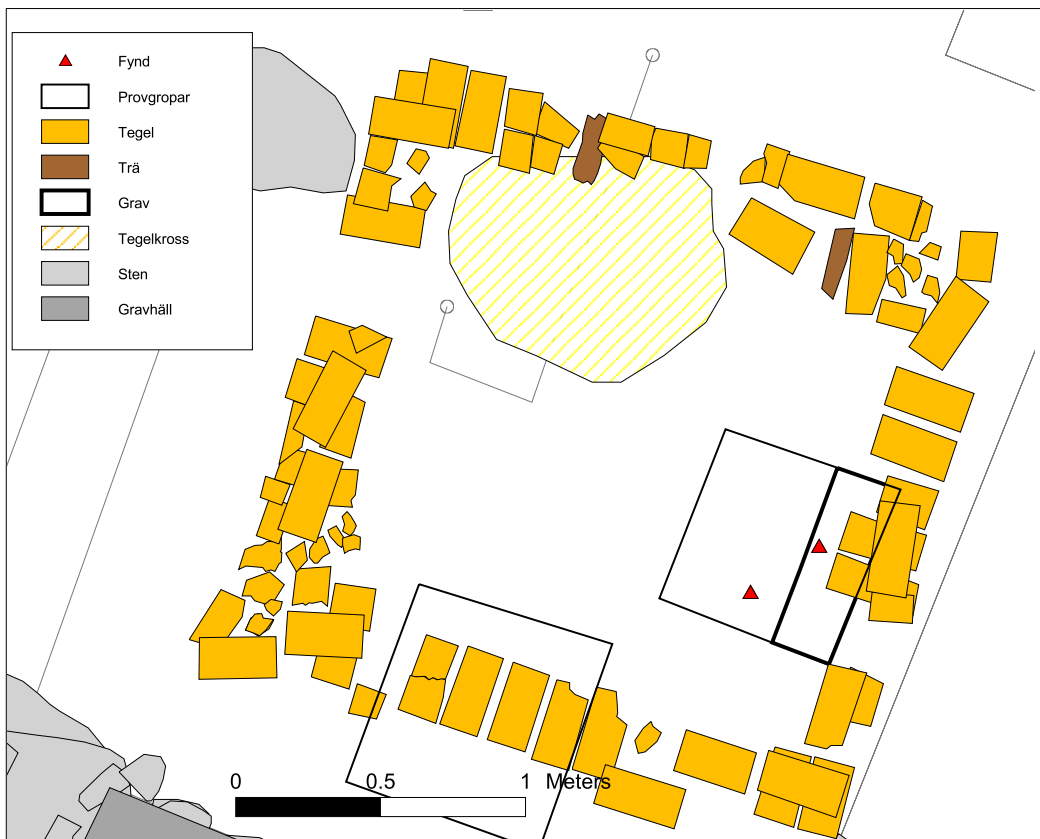 Fynd
Provgropar
Tegel
Trä
Grav
Tegelkross
Sten
Gravhäll
0 0.5 1 Meters